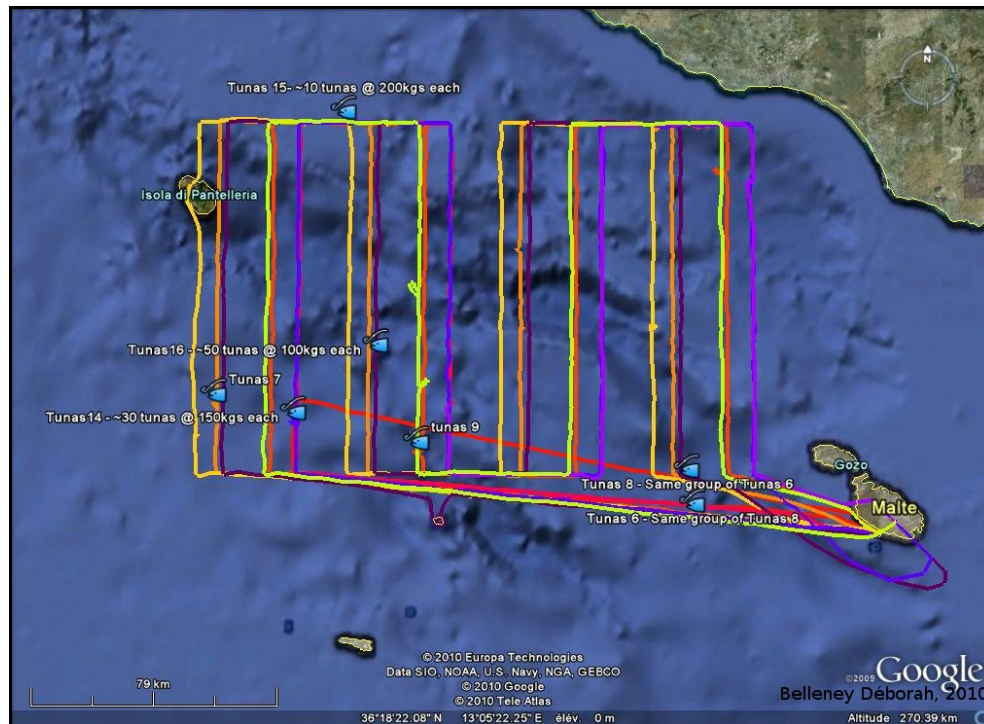 Tunas 15- ~10 tunas @ 200kgs each
N
Isola di Pantelleria
Tunas16 - ~50 tunas @ 100kgs each
Tunas 7
Tunas14 - ~30 tunas @ 150kgs each
tunas 9
Tunas 8 - Same group of Tunas 6
Gozo
Tunas 6 - Same group of Tunas 8
Malte
79 km
© 2010 Europa Technologies
Data SIO, NOAA, U.S. Navy, NGA, GEBCO
© 2010 Google
© 2010 Tele Atlas
©2009 Google
Belleney Déborah, 2010
36°18'22.08" N 13°05'22.25" E élév. 0 m
Altitude 270.39 km